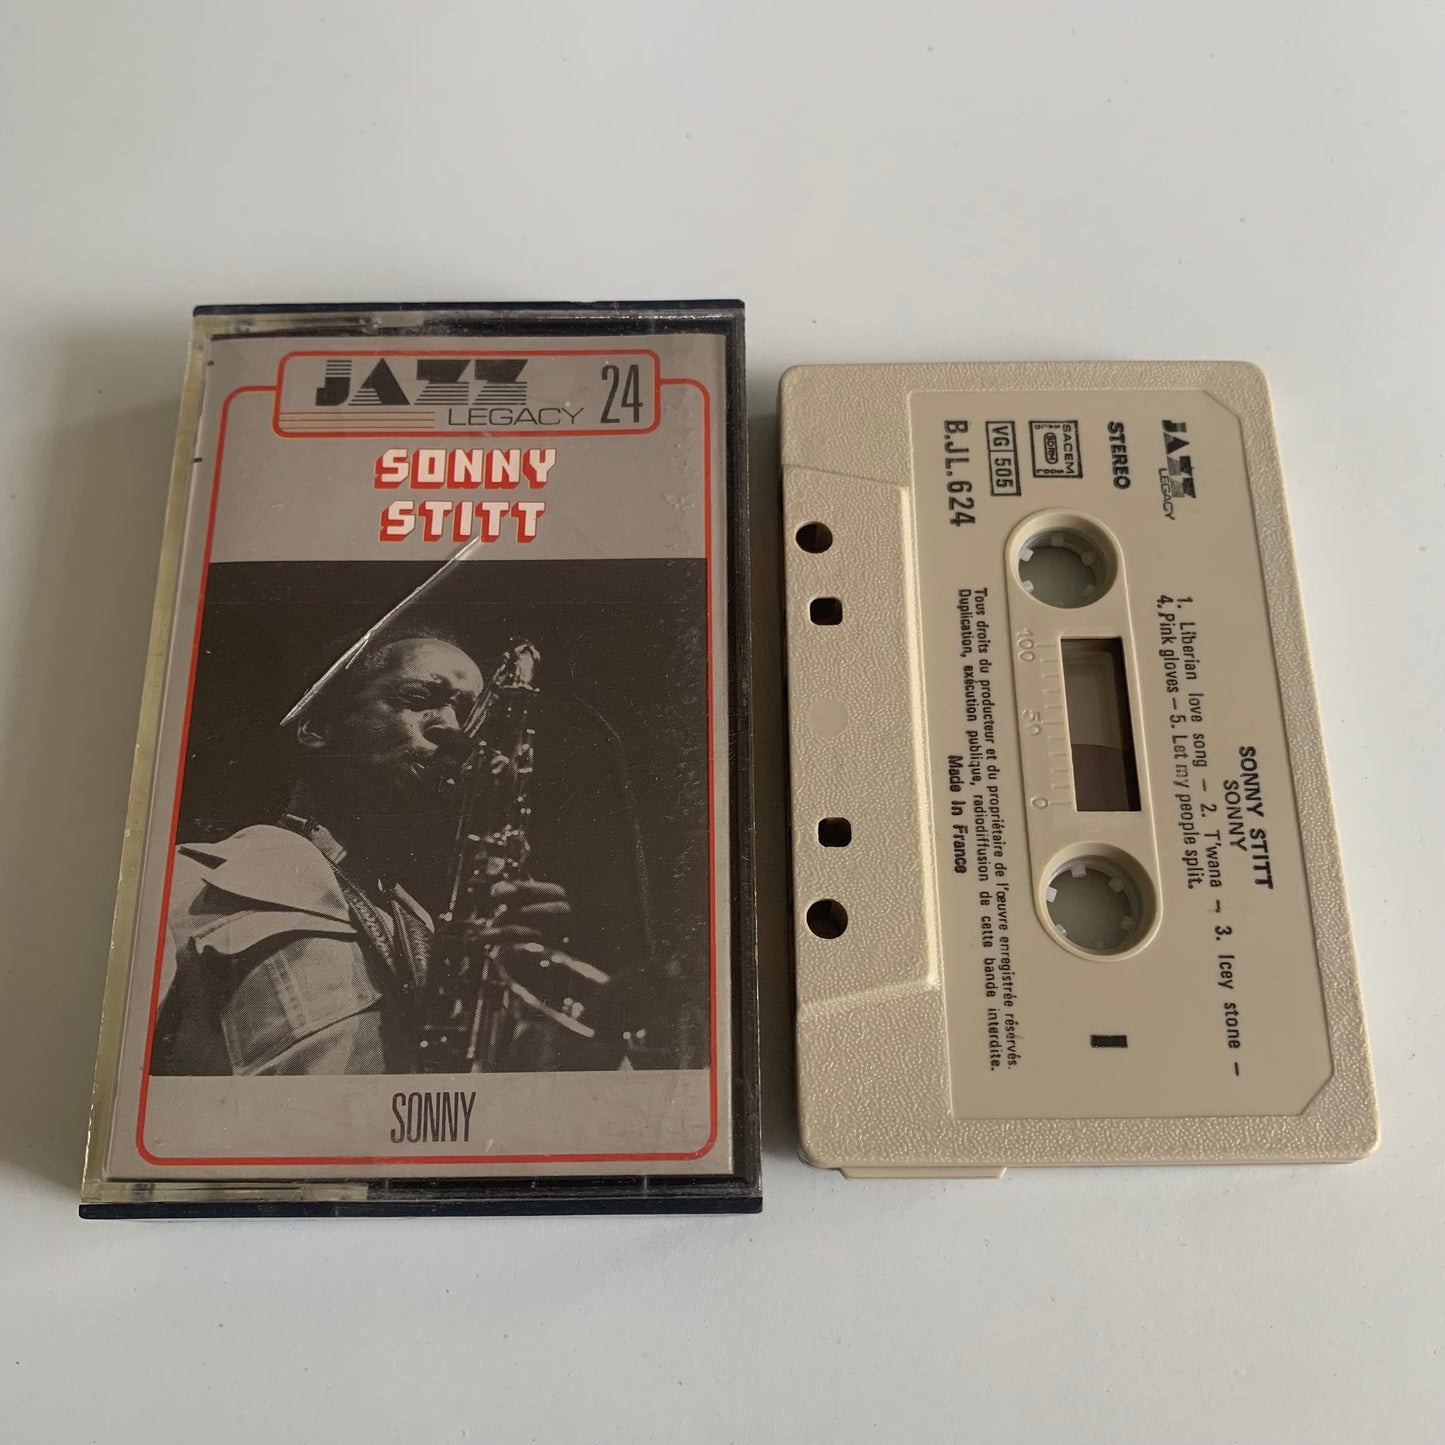 JAZZ
LEGACY
24
SONNY
STITT
SONNY
JAZZ
LEGACY
STEREO
SACEM
SDRM
VG 505
B.JL.624
SONNY STITT
SONNY
1. Liberian love song – 2. T'wana – 3. Icey stone –
4. Pink gloves – 5. Let my people split.
100 50 0
I
Tous droits du producteur et du propriétaire de l'œuvre enregistrée résérvés.
Duplication, exécution publique, radiodiffusion de cette bande interdite.
Made In France